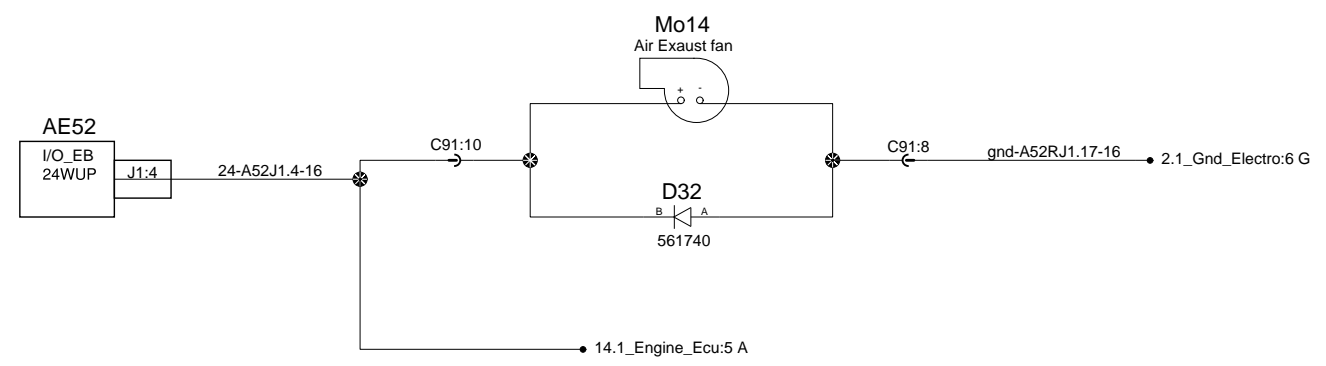 Mo14
Air Exaust fan
+ -
AE52
I/O_EB
24WUP
J1:4
24-A52J1.4-16
C91:10
C91:8
gnd-A52RJ1.17-16
2.1_Gnd_Electro:6 G
D32
B A
561740
14.1_Engine_Ecu:5 A